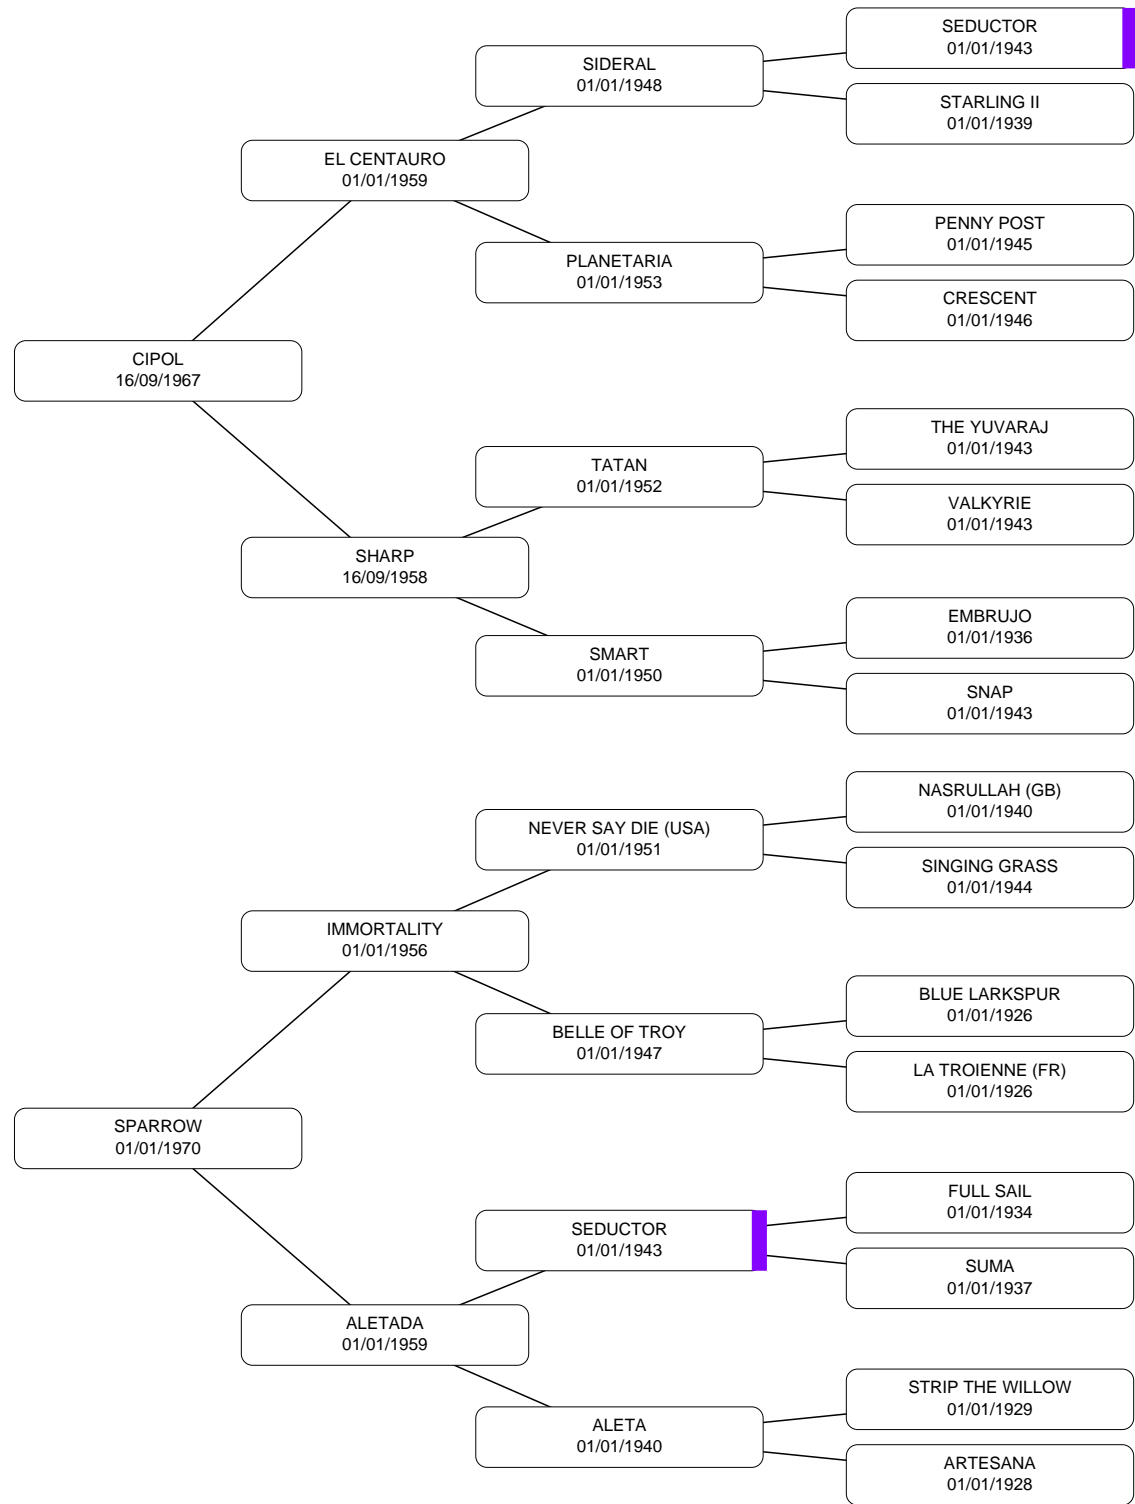 SEDUCTOR
01/01/1943
SIDERAL
01/01/1948
STARLING II
01/01/1939
EL CENTAURO
01/01/1959
PENNY POST
01/01/1945
PLANETARIA
01/01/1953
CRESCENT
01/01/1946
CIPOL
16/09/1967
THE YUVARAJ
01/01/1943
TATAN
01/01/1952
VALKYRIE
01/01/1943
SHARP
16/09/1958
EMBRUJO
01/01/1936
SMART
01/01/1950
SNAP
01/01/1943
NASRULLAH (GB)
01/01/1940
NEVER SAY DIE (USA)
01/01/1951
SINGING GRASS
01/01/1944
IMMORTALITY
01/01/1956
BLUE LARKSPUR
01/01/1926
BELLE OF TROY
01/01/1947
LA TROIENNE (FR)
01/01/1926
SPARROW
01/01/1970
FULL SAIL
01/01/1934
SEDUCTOR
01/01/1943
SUMA
01/01/1937
ALETADA
01/01/1959
STRIP THE WILLOW
01/01/1929
ALETA
01/01/1940
ARTESANA
01/01/1928